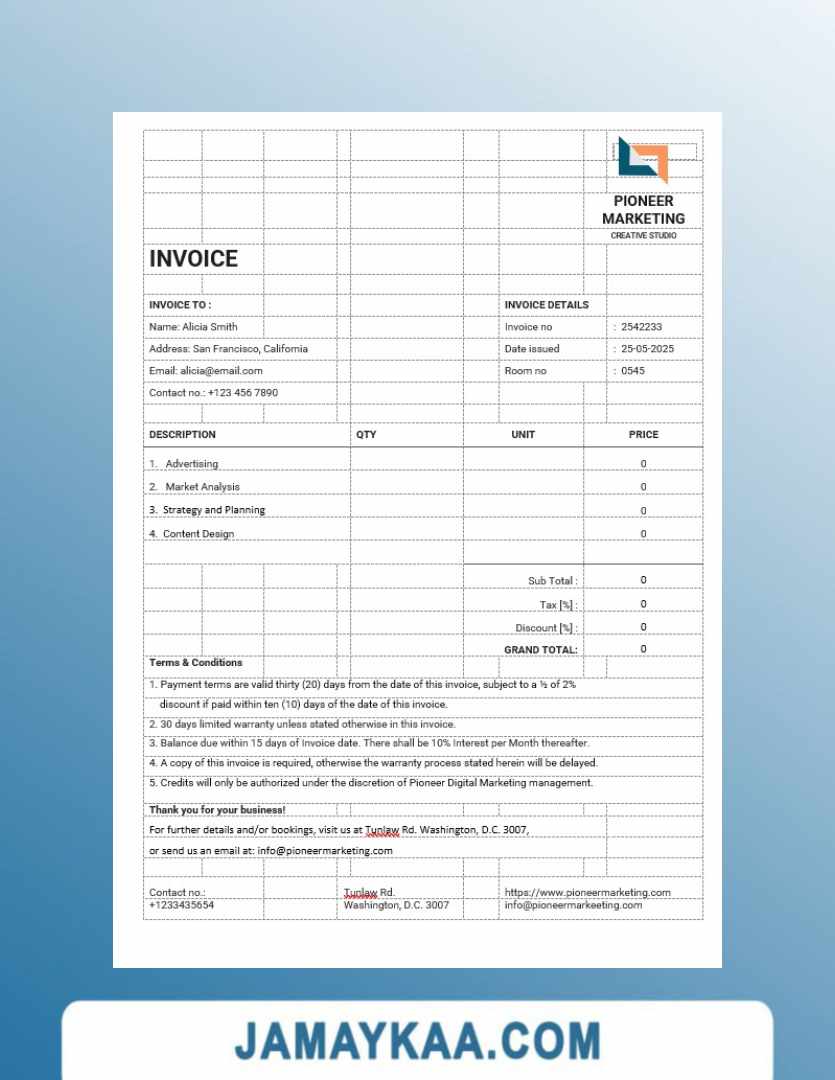 PIONEER
MARKETING
CREATIVE STUDIO
INVOICE
INVOICE TO : INVOICE DETAILS
Name: Alicia Smith Invoice no : 2542233
Address: San Francisco, California Date issued : 25-05-2025
Email: alicia@email.com Room no : 0545
Contact no.: +123 456 7890
DESCRIPTION QTY UNIT PRICE
1. Advertising 0
2. Market Analysis 0
3. Strategy and Planning 0
4. Content Design 0
Sub Total : 0
Tax [%] : 0
Discount [%] : 0
GRAND TOTAL: 0
Terms & Conditions
1. Payment terms are valid thirty (20) days from the date of this invoice, subject to a ½ of 2%
discount if paid within ten (10) days of the date of this invoice.
2. 30 days limited warranty unless stated otherwise in this invoice.
3. Balance due within 15 days of Invoice date. There shall be 10% Interest per Month thereafter.
4. A copy of this invoice is required, otherwise the warranty process stated herein will be delayed.
5. Credits will only be authorized under the discretion of Pioneer Digital Marketing management.
Thank you for your business!
For further details and/or bookings, visit us at Tunlaw Rd. Washington, D.C. 3007,
or send us an email at: info@pioneermarketing.com
Contact no.: Tunlaw Rd. https://www.pioneermarketing.com
+1233435654 Washington, D.C. 3007 info@pioneermarkeeting.com
JAMAYKAA.COM